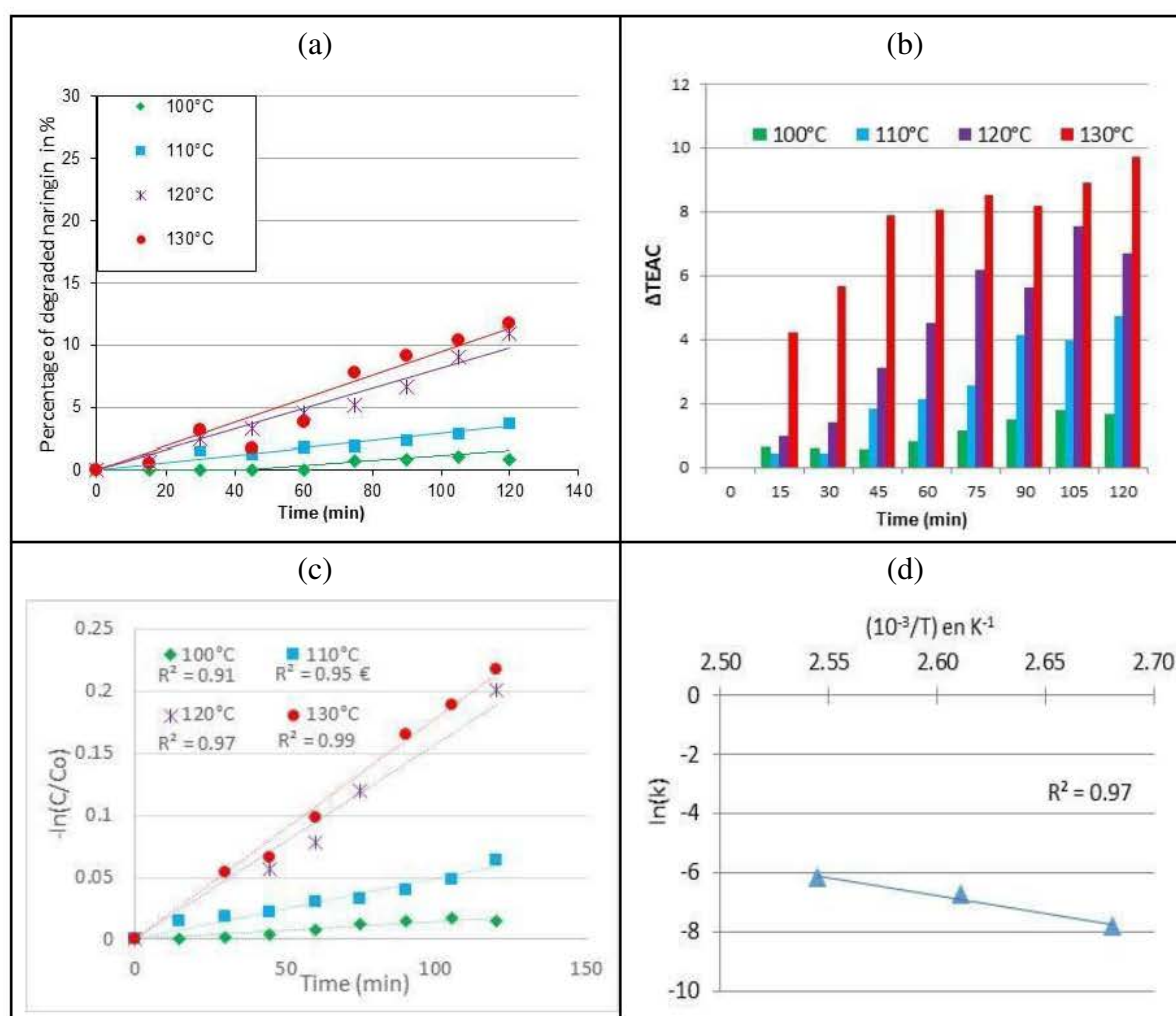 (a)
30
25
20
15
10
5
0
100°C
110°C
120°C
130°C
Percentage of degraded naringin in %
0 20 40 60 80 100 120 140
Time (min)
(b)
12
10
8
6
4
2
0
100°C 110°C 120°C 130°C
ΔTEAC
0 15 30 45 60 75 90 105 120
Time (min)
(c)
0.25
0.2
0.15
0.1
0.05
0
100°C 110°C
R² = 0.91 R² = 0.95 €
120°C 130°C
R² = 0.97 R² = 0.99
-ln(C/Co)
0 50 100 150
Time (min)
(d)
(10⁻³/T) en K⁻¹
2.50 2.55 2.60 2.65 2.70
0
-2
-4
-6
-8
-10
R² = 0.97
ln(k)